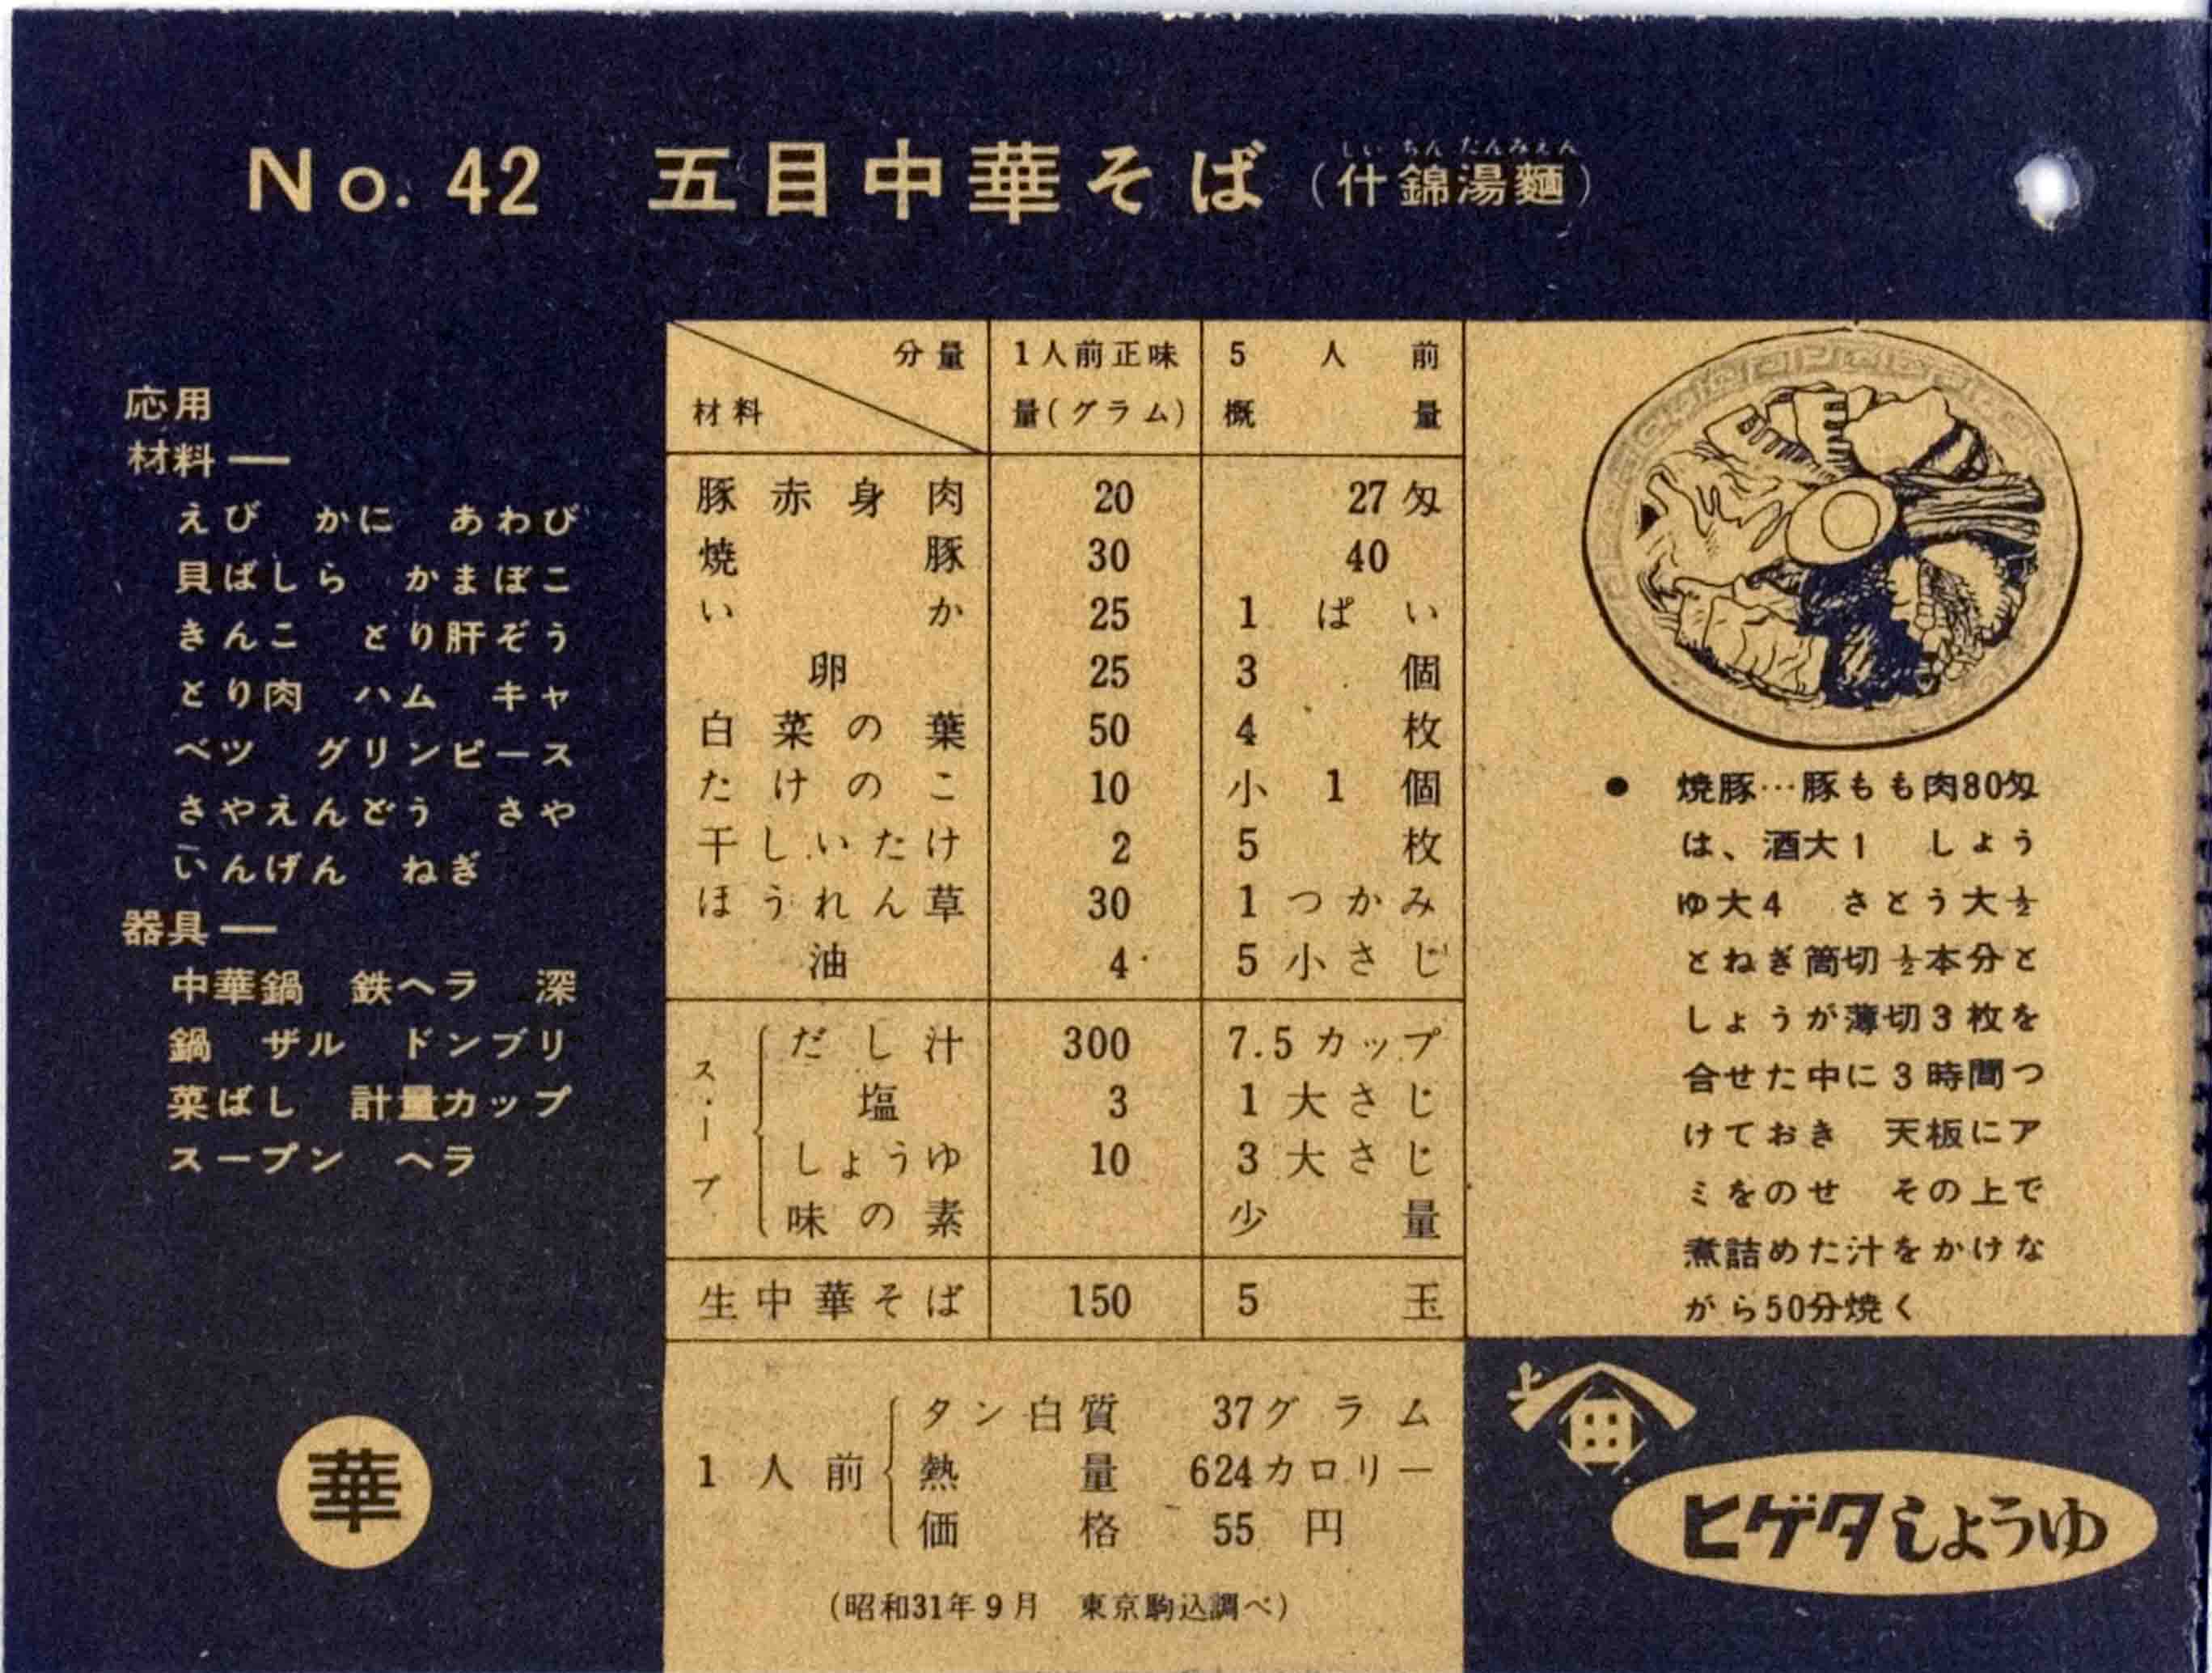 No. 42 五目中華そば (什錦湯麵)
しい ちん たんみえん
応用
材料―
えび かに あわび
貝ばしら かまぼこ
きんこ とり肝ぞう
とり肉 ハム キャ
ベツ グリンピース
さやえんどう さや
いんげん ねぎ
器具―
中華鍋 鉄ヘラ 深
鍋 ザル ドンブリ
菜ばし 計量カップ
スープン ヘラ
華
分量 材料 1人前正味量(グラム) 5人前概量
豚赤身肉 20 27匁
焼豚 30 40
いか 25 1ぱい
卵 25 3個
白菜の葉 50 4枚
たけのこ 10 小1個
干しいたけ 2 5枚
ほうれん草 30 1つかみ
油 4 5小さじ
スープ
だし汁 300 7.5カップ
塩 3 1大さじ
しょうゆ 10 3大さじ
味の素 少量
生中華そば 150 5玉
1人前
タン白質 37グラム
熱量 624カロリー
価格 55円
(昭和31年9月 東京駒込調べ)
● 焼豚…豚もも肉80匁
は、酒大1 しょう
ゆ大4 さとう大½
とねぎ筒切½本分と
しょうが薄切3枚を
合せた中に3時間つ
けておき 天板にア
ミをのせ その上で
煮詰めた汁をかけな
がら50分焼く
上
田
ヒゲタしょうゆ